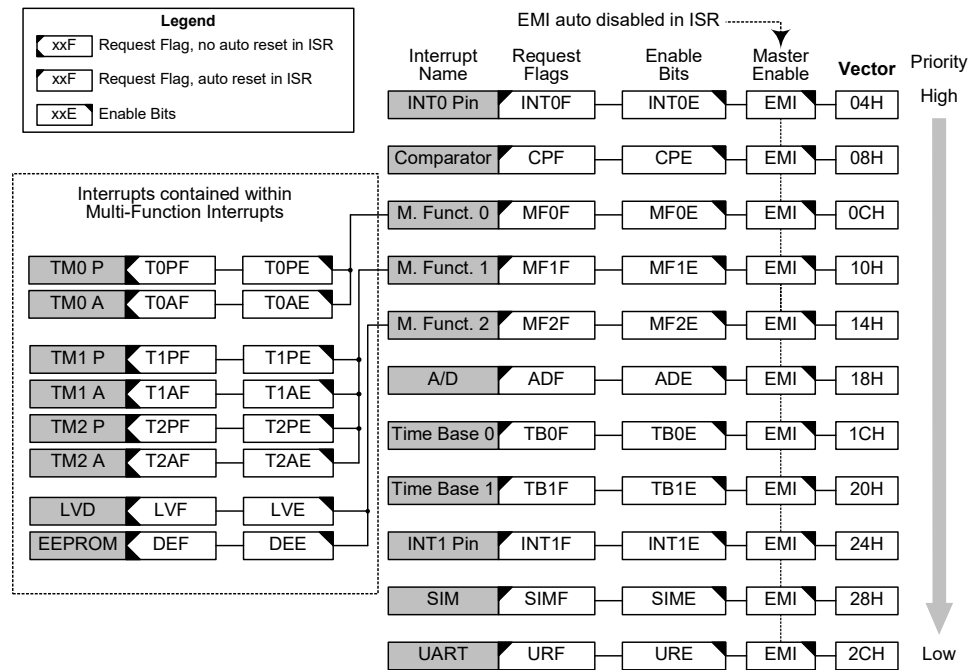 Legend
xxF Request Flag, no auto reset in ISR
xxF Request Flag, auto reset in ISR
xxE Enable Bits
EMI auto disabled in ISR
Interrupt Name Request Flags Enable Bits Master Enable Vector Priority
INT0 Pin INT0F INT0E EMI 04H High
Comparator CPF CPE EMI 08H
Interrupts contained within
Multi-Function Interrupts
M. Funct. 0 MF0F MF0E EMI 0CH
TM0 P T0PF T0PE
M. Funct. 1 MF1F MF1E EMI 10H
TM0 A T0AF T0AE
M. Funct. 2 MF2F MF2E EMI 14H
TM1 P T1PF T1PE
A/D ADF ADE EMI 18H
TM1 A T1AF T1AE
TM2 P T2PF T2PE
Time Base 0 TB0F TB0E EMI 1CH
TM2 A T2AF T2AE
Time Base 1 TB1F TB1E EMI 20H
LVD LVF LVE
EEPROM DEF DEE
INT1 Pin INT1F INT1E EMI 24H
SIM SIMF SIME EMI 28H
UART URF URE EMI 2CH Low